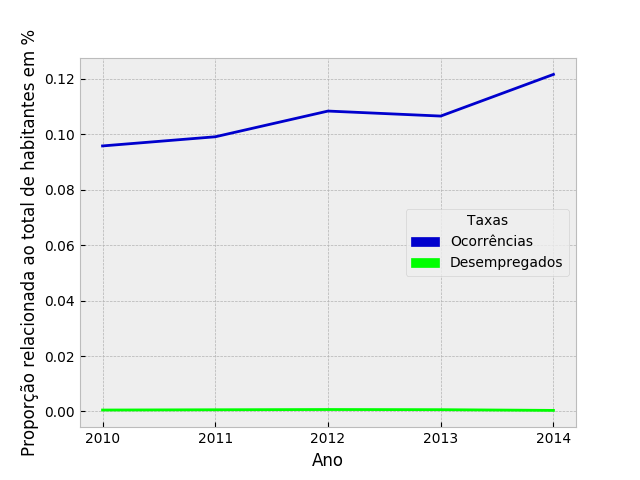 Proporção relacionada ao total de habitantes em %
0.12
0.10
0.08
0.06
0.04
0.02
0.00
Taxas
Ocorrências
Desempregados
2010 2011 2012 2013 2014
Ano